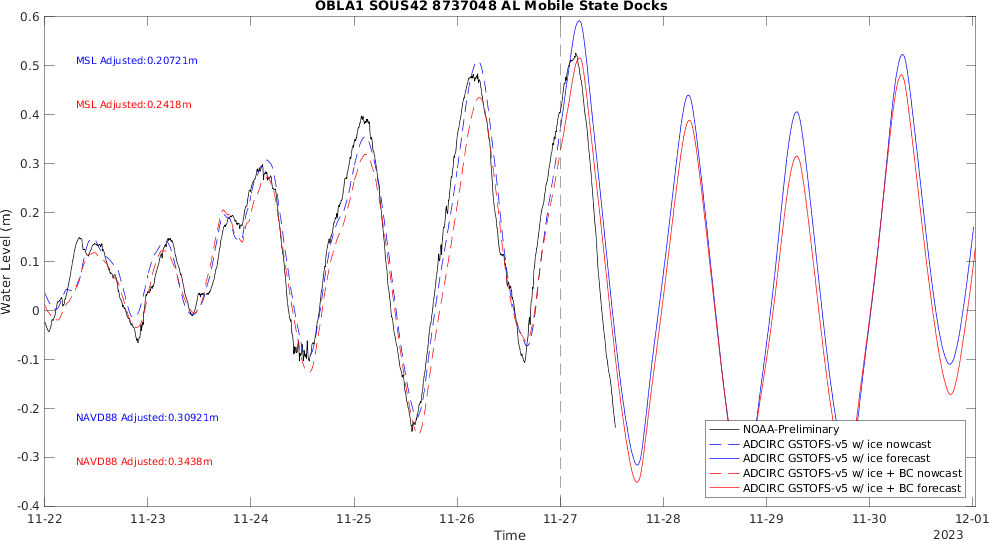 OBLA1 SOUS42 8737048 AL Mobile State Docks
0.6
0.5
0.4
0.3
0.2
0.1
0
-0.1
-0.2
-0.3
-0.4
Water Level (m)
MSL Adjusted:0.20721m
MSL Adjusted:0.2418m
NAVD88 Adjusted:0.30921m
NAVD88 Adjusted:0.3438m
NOAA-Preliminary
ADCIRC GSTOFS-v5 w/ ice nowcast
ADCIRC GSTOFS-v5 w/ ice forecast
ADCIRC GSTOFS-v5 w/ ice + BC nowcast
ADCIRC GSTOFS-v5 w/ ice + BC forecast
11-22 11-23 11-24 11-25 11-26 11-27 11-28 11-29 11-30 12-01
Time
2023